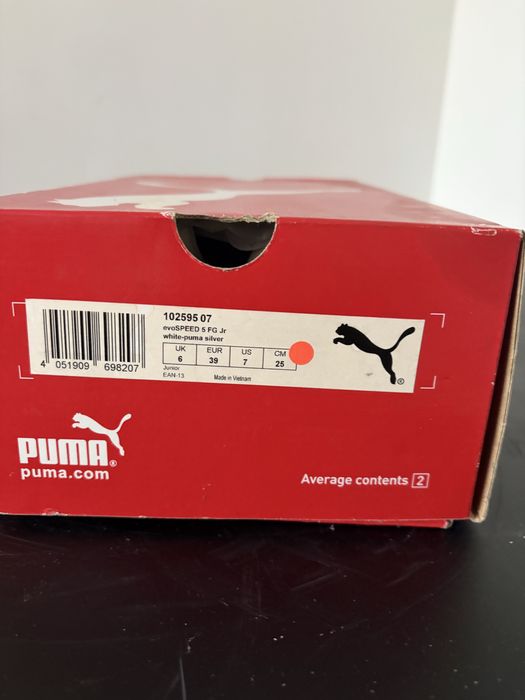 102595 07
evoSPEED 5 FG Jr
white-puma silver
UK EUR US CM
6 39 7 25
Junior
EAN-13 Made in Vietnam
4 051909 698207
®
PUMA®
puma.com
Average contents 2